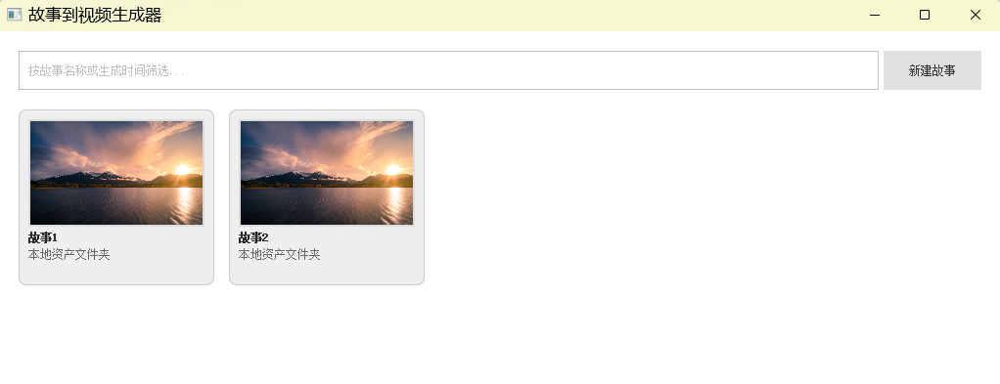 故事到视频生成器
按故事名称或生成时间筛选...
新建故事
故事1
本地资产文件夹
故事2
本地资产文件夹